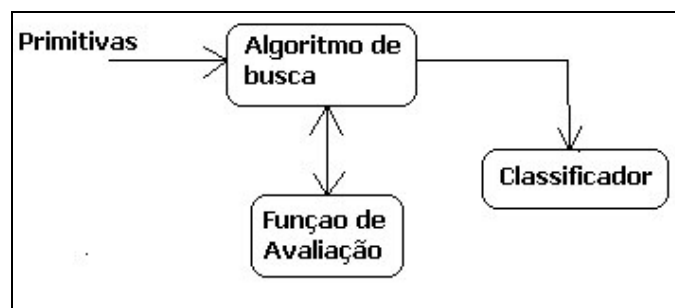 Primitivas
Algoritmo de
busca
Classificador
Funçao de
Avaliação